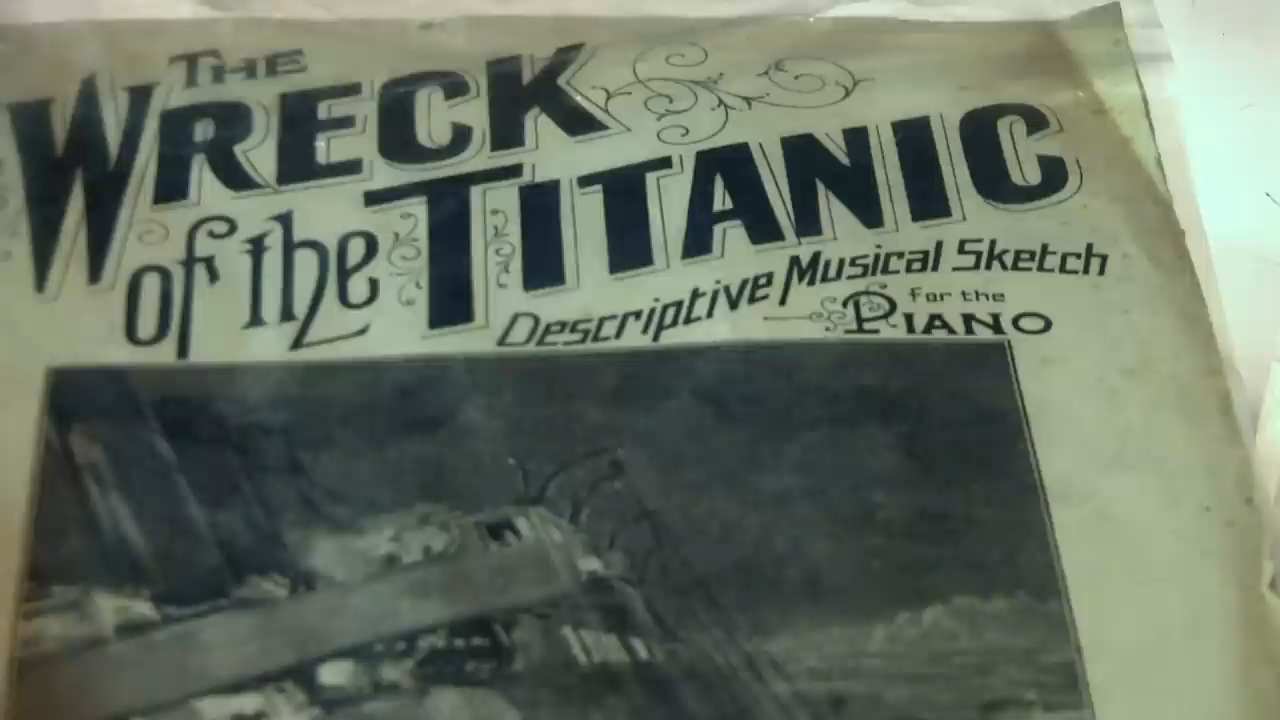 THE
WRECK
of the TITANIC
Descriptive Musical Sketch
for the
PIANO